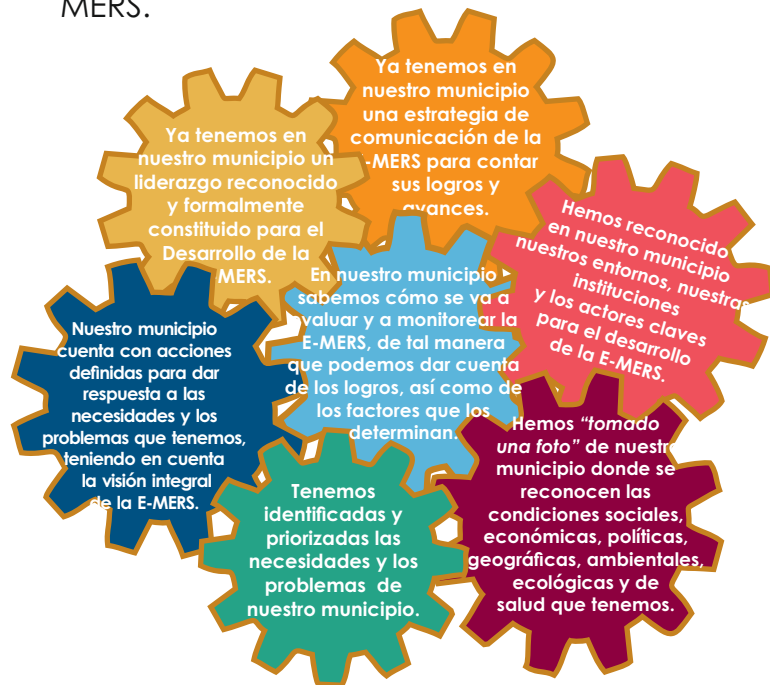 MERS.
Ya tenemos en
nuestro municipio
una estrategia de
comunicación de la
-MERS para contar
sus logros y
avances.
Ya tenemos en
nuestro municipio un
liderazgo reconocido
y formalmente
constituido para el
Desarrollo de la
MERS.
Hemos reconocido
en nuestro municipio
nuestros entornos, nuestras
instituciones
y los actores claves
para el desarrollo
de la E-MERS.
En nuestro municipio
sabemos cómo se va a
evaluar y a monitorear la
E-MERS, de tal manera
que podemos dar cuenta
de los logros, así como de
los factores que los
determinan.
Nuestro municipio
cuenta con acciones
definidas para dar
respuesta a las
necesidades y los
problemas que tenemos,
teniendo en cuenta
la visión integral
de la E-MERS.
Hemos “tomado
una foto” de nuestro
municipio donde se
reconocen las
condiciones sociales,
económicas, políticas,
geográficas, ambientales,
ecológicas y de
salud que tenemos.
Tenemos
identificadas y
priorizadas las
necesidades y los
problemas de
nuestro municipio.